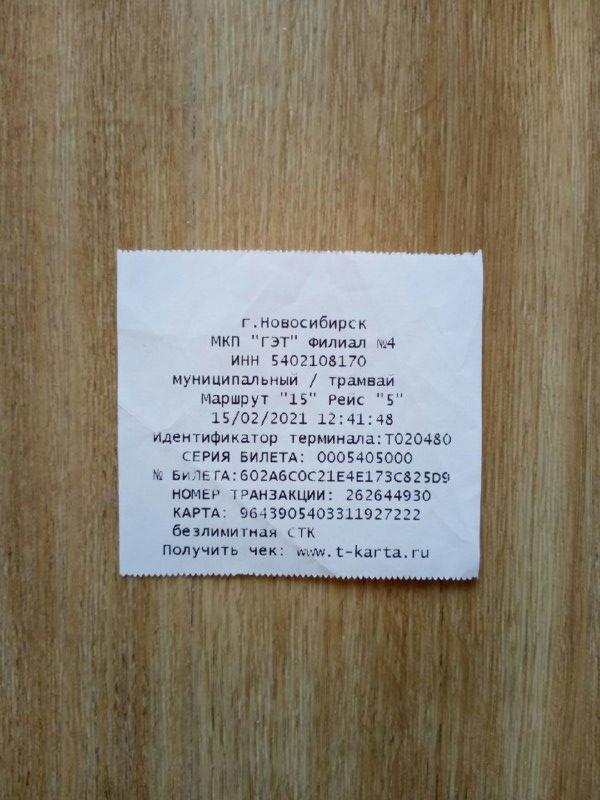 г.Новосибирск
МКП "ГЭТ" Филиал №4
ИНН 5402108170
муниципальный / трамвай
Маршрут "15" Рейс "5"
15/02/2021 12:41:48
Идентификатор терминала:T020480
СЕРИЯ БИЛЕТА: 0005405000
№ БИЛЕТА:602A6C0C21E4E173C825D9
НОМЕР ТРАНЗАКЦИИ: 262644930
КАРТА: 9643905403311927222
безлимитная СТК
Получить чек: www.t-karta.ru